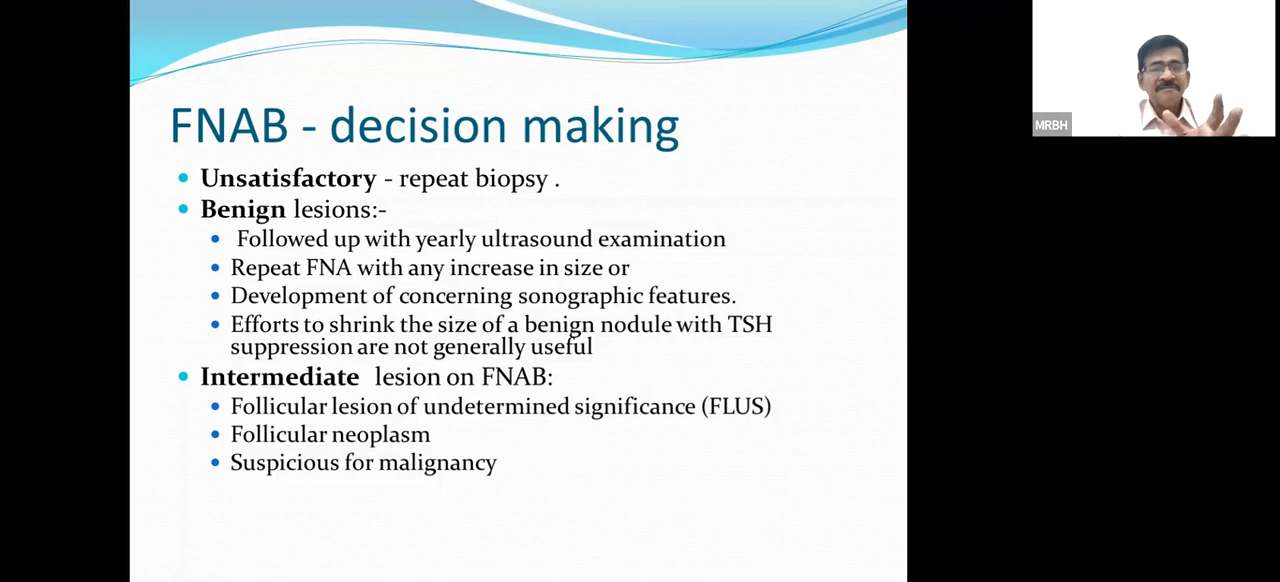 FNAB - decision making
Unsatisfactory - repeat biopsy .
Benign lesions:-
Followed up with yearly ultrasound examination
Repeat FNA with any increase in size or
Development of concerning sonographic features.
Efforts to shrink the size of a benign nodule with TSH
suppression are not generally useful
Intermediate lesion on FNAB:
Follicular lesion of undetermined significance (FLUS)
Follicular neoplasm
Suspicious for malignancy
MRBH